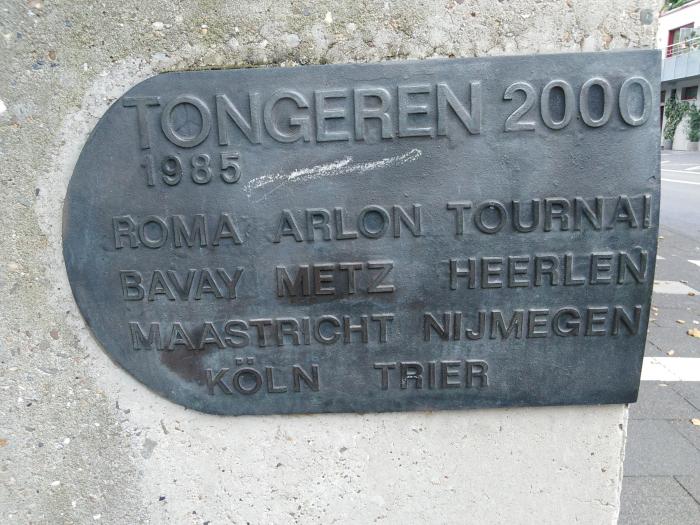 TONGEREN 2000
1985
ROMA ARLON TOURNAI
BAVAY METZ HEERLEN
MAASTRICHT NIJMEGEN
KÖLN TRIER